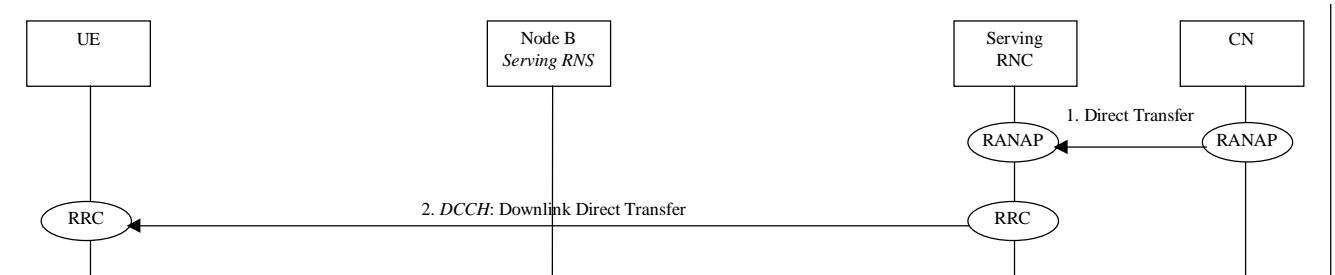 UE
Node B
Serving RNS
Serving
RNC
CN
1. Direct Transfer
RANAP
RANAP
2. DCCH: Downlink Direct Transfer
RRC
RRC